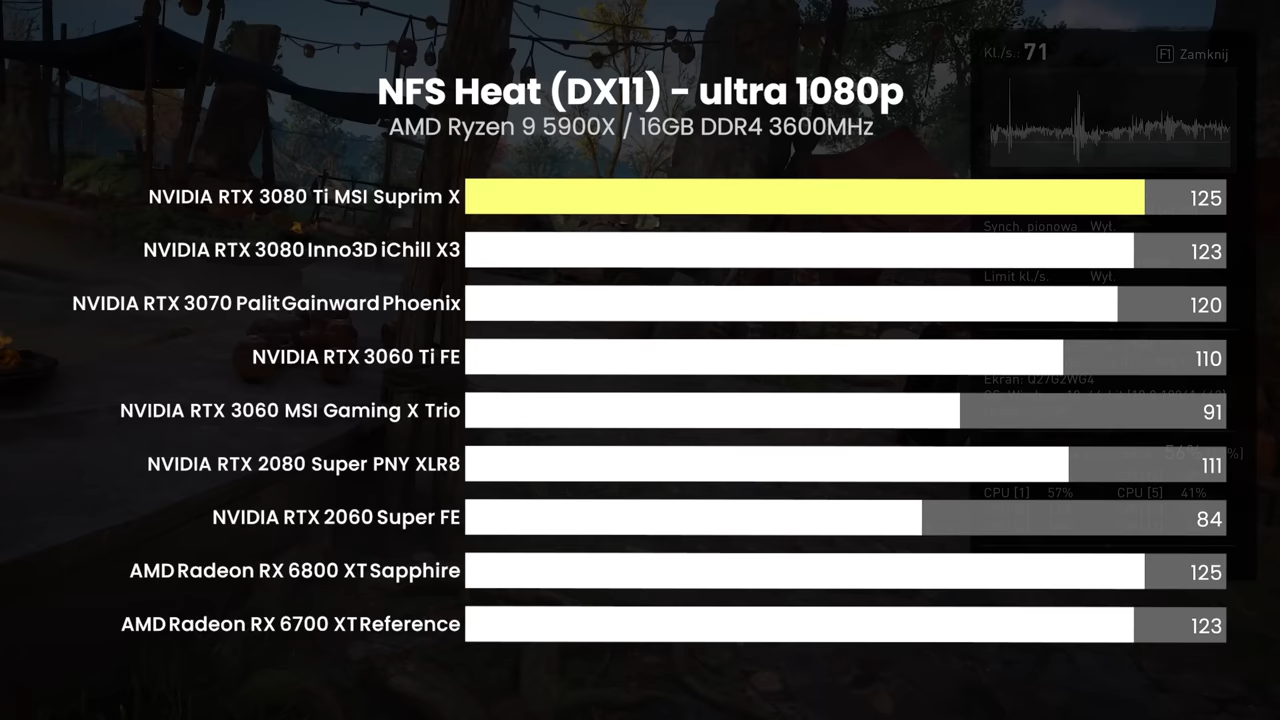 Kl./s.: 71 F1 Zamknij
NFS Heat (DX11) - ultra 1080p
AMD Ryzen 9 5900X / 16GB DDR4 3600MHz
NVIDIA RTX 3080 Ti MSI Suprim X 125
Synch. pionowa Wył.
NVIDIA RTX 3080 Inno3D iChill X3 123
Limit kl./s. Wył.
NVIDIA RTX 3070 Palit Gainward Phoenix 120
NVIDIA RTX 3060 Ti FE 110
Ekran: Q27G2WG4
NVIDIA RTX 3060 MSI Gaming X Trio 91
NVIDIA RTX 2080 Super PNY XLR8 111
CPU [1] 57% CPU [5] 41%
NVIDIA RTX 2060 Super FE 84
AMD Radeon RX 6800 XT Sapphire 125
AMD Radeon RX 6700 XT Reference 123